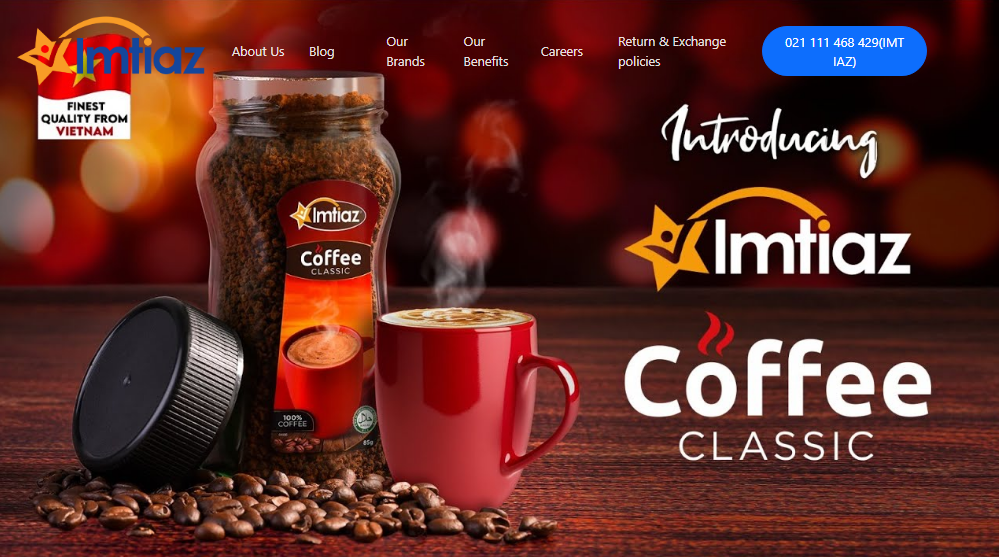 Imtiaz
About Us
Blog
Our
Brands
Our
Benefits
Careers
Return & Exchange
policies
021 111 468 429(IMT
IAZ)
FINEST
QUALITY FROM
VIETNAM
Introducing
Imtiaz
Coffee
CLASSIC
Imtiaz
Coffee
CLASSIC
100%
COFFEE
85g